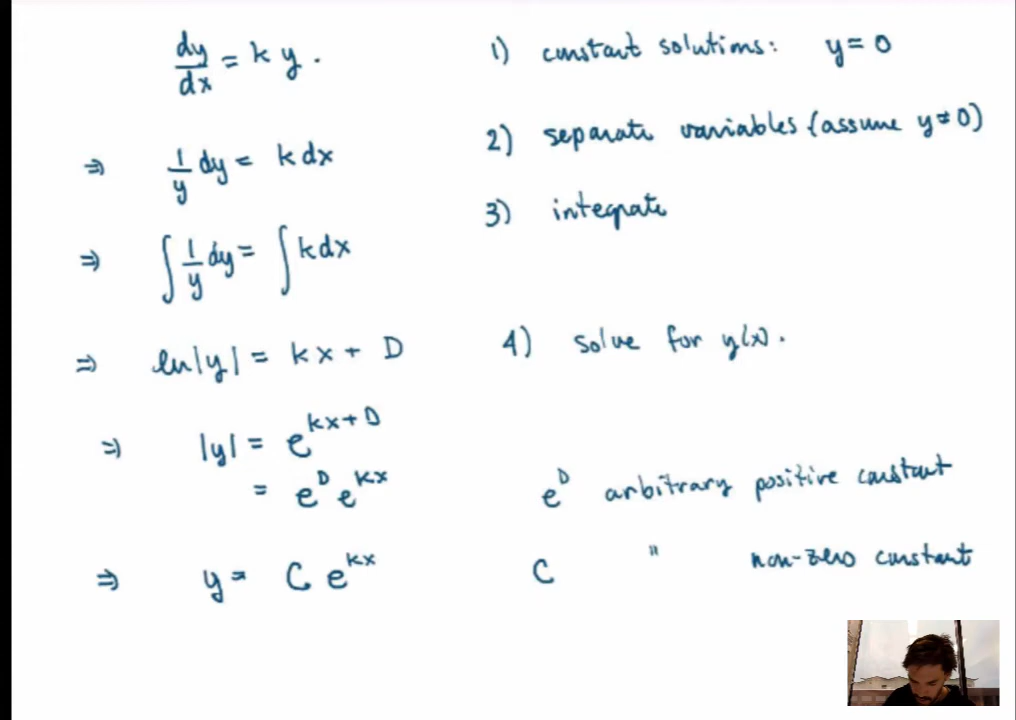 dy/dx = k y .
1) constant solutions: y = 0
⇒ 1/y dy = k dx
2) separate variables (assume y ≠ 0)
⇒ ∫ 1/y dy = ∫ k dx
3) integrate
⇒ ln|y| = kx + D
4) solve for y(x).
⇒ |y| = e^{kx+D}
= e^D e^{kx}
e^D arbitrary positive constant
⇒ y = C e^{kx}
C " non-zero constant